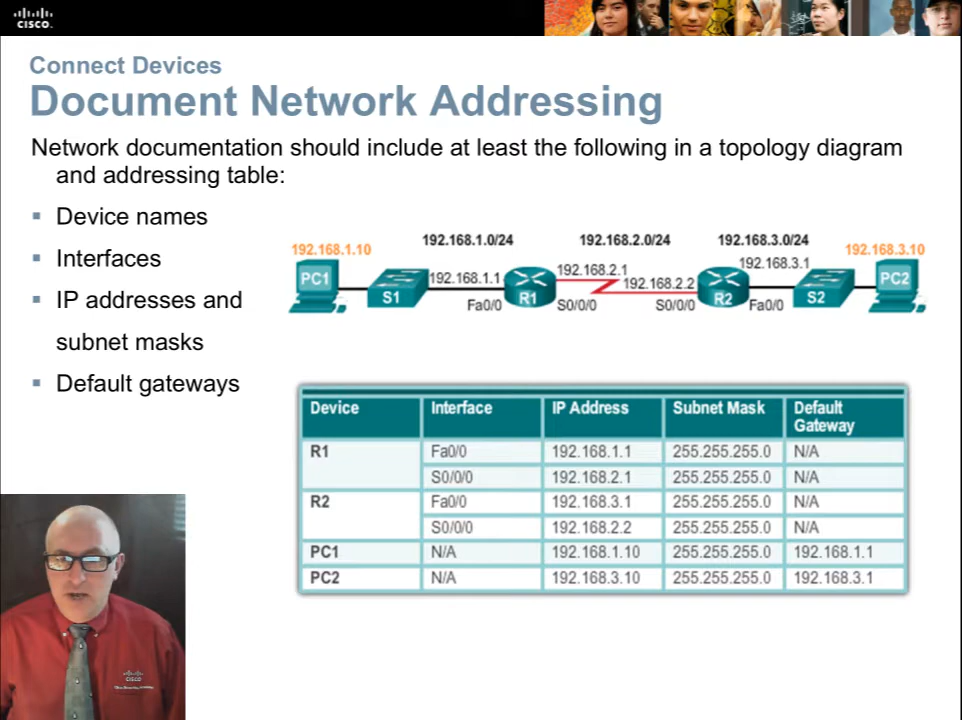 CISCO
Connect Devices
Document Network Addressing
Network documentation should include at least the following in a topology diagram
and addressing table:
▪ Device names
▪ Interfaces
▪ IP addresses and
subnet masks
▪ Default gateways
192.168.1.10
192.168.1.0/24
192.168.2.0/24
192.168.3.0/24
192.168.3.10
PC1
S1
192.168.1.1
Fa0/0
R1
192.168.2.1
S0/0/0
192.168.2.2
S0/0/0
R2
192.168.3.1
Fa0/0
S2
PC2
Device Interface IP Address Subnet Mask Default
Gateway
R1 Fa0/0 192.168.1.1 255.255.255.0 N/A
S0/0/0 192.168.2.1 255.255.255.0 N/A
R2 Fa0/0 192.168.3.1 255.255.255.0 N/A
S0/0/0 192.168.2.2 255.255.255.0 N/A
PC1 N/A 192.168.1.10 255.255.255.0 192.168.1.1
PC2 N/A 192.168.3.10 255.255.255.0 192.168.3.1
CISCO